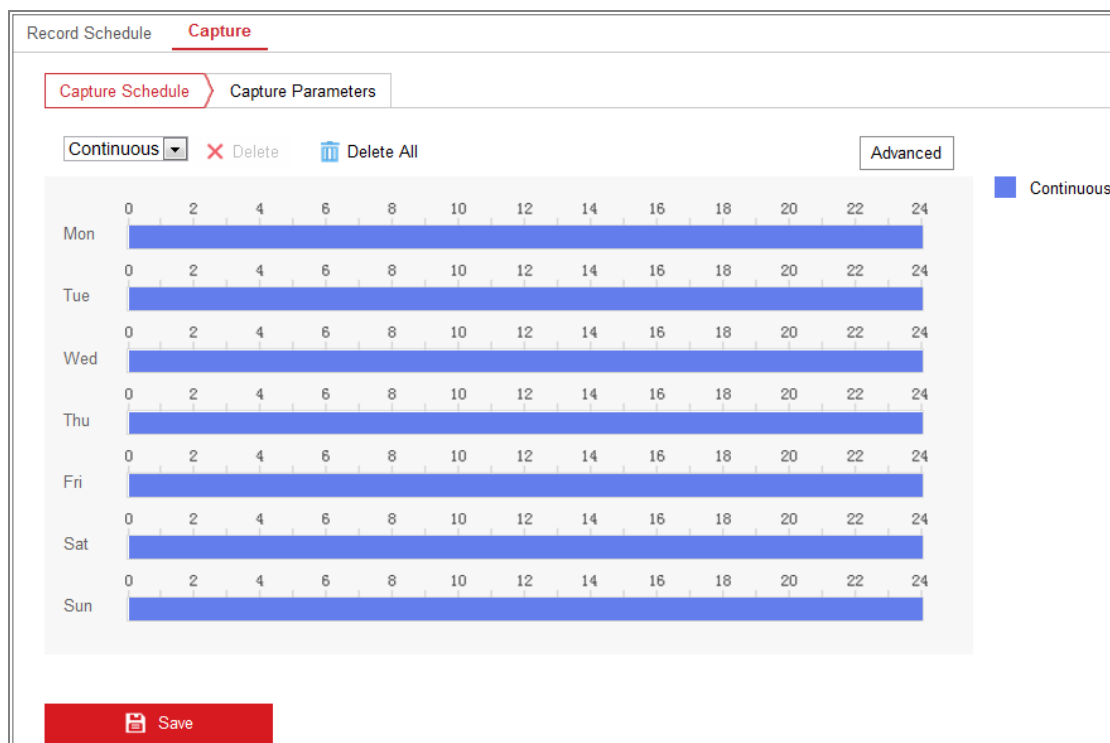 Record Schedule Capture
Capture Schedule Capture Parameters
Continuous Delete Delete All Advanced
Continuous
0 2 4 6 8 10 12 14 16 18 20 22 24
Mon
0 2 4 6 8 10 12 14 16 18 20 22 24
Tue
0 2 4 6 8 10 12 14 16 18 20 22 24
Wed
0 2 4 6 8 10 12 14 16 18 20 22 24
Thu
0 2 4 6 8 10 12 14 16 18 20 22 24
Fri
0 2 4 6 8 10 12 14 16 18 20 22 24
Sat
0 2 4 6 8 10 12 14 16 18 20 22 24
Sun
Save